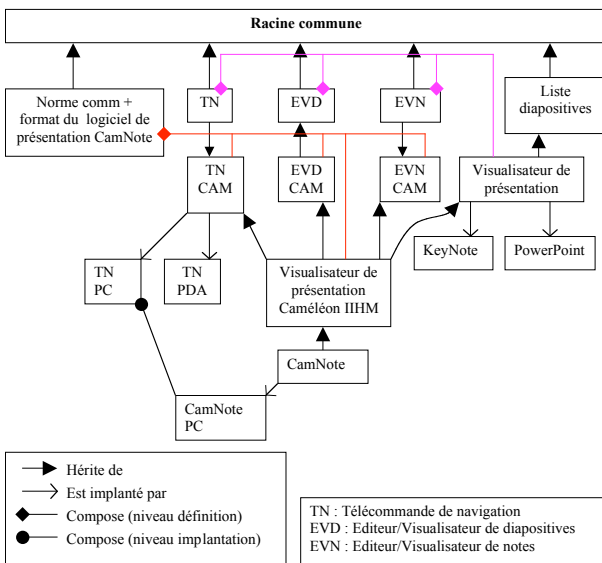 Racine commune
Norme comm +
format du logiciel de
présentation CamNote
TN
EVD
EVN
Liste
diapositives
TN
CAM
EVD
CAM
EVN
CAM
Visualisateur de
présentation
TN
PC
TN
PDA
Visualisateur de
présentation
Caméléon IIHM
KeyNote
PowerPoint
CamNote
CamNote
PC
Hérite de
Est implanté par
Compose (niveau définition)
Compose (niveau implantation)
TN : Télécommande de navigation
EVD : Editeur/Visualisateur de diapositives
EVN : Editeur/Visualisateur de notes